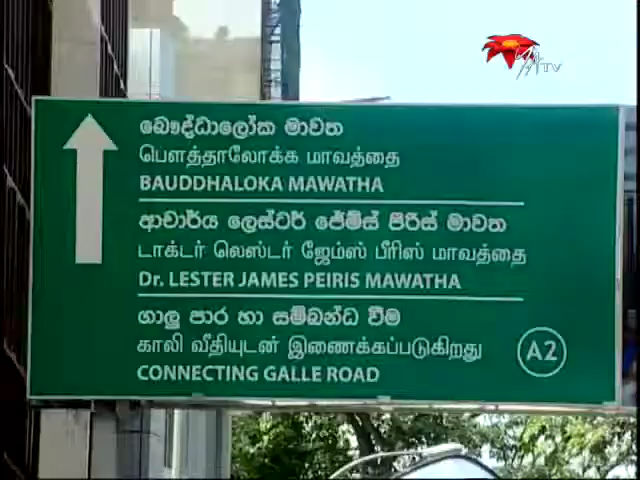 බෞද්ධාලෝක මාවත
பௌத்தாலோக்க மாவத்தை
BAUDDHALOKA MAWATHA
ආචාර්ය ලෙස්ටර් ජේම්ස් පීරිස් මාවත
டாக்டர் லெஸ்டர் ஜேம்ஸ் பீரிஸ் மாவத்தை
Dr. LESTER JAMES PEIRIS MAWATHA
ගාලු පාර හා සම්බන්ධ වීම
காலி வீதியுடன் இணைக்கப்படுகிறது
A2
CONNECTING GALLE ROAD
TV